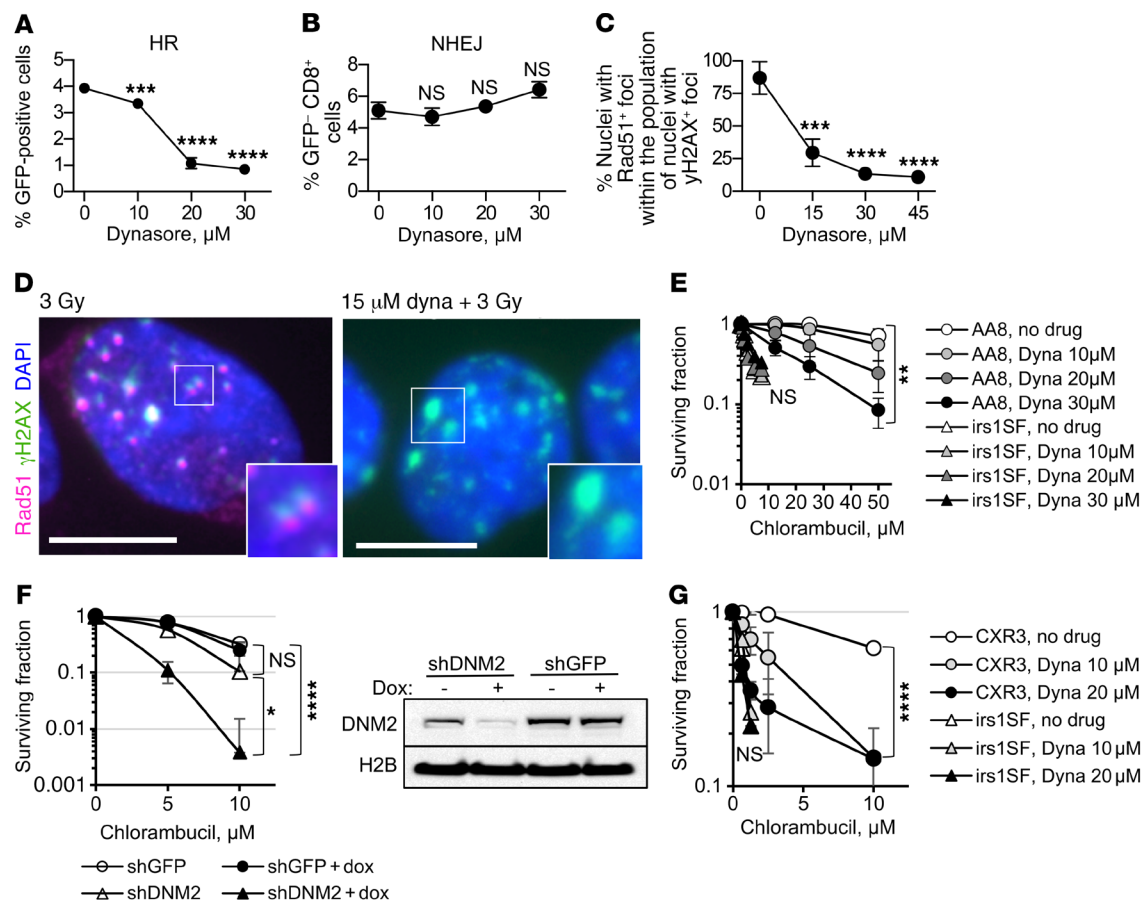 A
HR
% GFP-positive cells
5
4
3
2
1
0
***
****
****
0 10 20 30
Dynasore, μM
B
NHEJ
% GFP⁻ CD8⁺
cells
8
6
4
2
0
NS
NS
NS
0 10 20 30
Dynasore, μM
C
% Nuclei with
Rad51⁺ foci
within the population
of nuclei with
γH2AX⁺ foci
100
75
50
25
0
***
****
****
0 15 30 45
Dynasore, μM
D
3 Gy
15 μM dyna + 3 Gy
Rad51 γH2AX DAPI
E
Surviving fraction
1
0.1
0.01
NS
**
0 10 20 30 40 50
Chlorambucil, μM
AA8, no drug
AA8, Dyna 10μM
AA8, Dyna 20μM
AA8, Dyna 30μM
irs1SF, no drug
irs1SF, Dyna 10μM
irs1SF, Dyna 20μM
irs1SF, Dyna 30 μM
F
Surviving fraction
1
0.1
0.01
0.001
NS
*
****
0 5 10
Chlorambucil, μM
shGFP
shGFP + dox
shDNM2
shDNM2 + dox
shDNM2 shGFP
Dox: - + - +
DNM2
H2B
G
Surviving fraction
1
0.1
NS
****
0 5 10
Chlorambucil, μM
CXR3, no drug
CXR3, Dyna 10 μM
CXR3, Dyna 20 μM
irs1SF, no drug
irs1SF, Dyna 10 μM
irs1SF, Dyna 20 μM